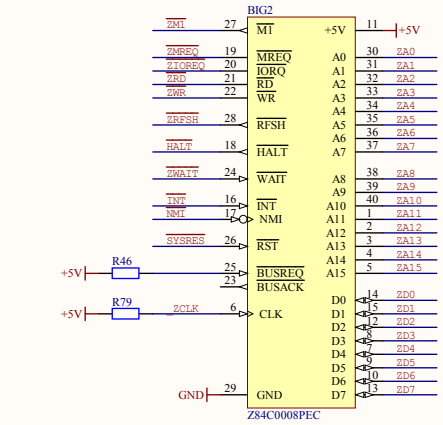 BIG2
ZM1 27 M1 +5V 11 +5V
ZMREQ 19 MREQ A0 30 ZA0
ZIOREQ 20 IORQ A1 31 ZA1
ZRD 21 RD A2 32 ZA2
ZWR 22 WR A3 33 ZA3
A4 34 ZA4
ZRFSH 28 RFSH A5 35 ZA5
A6 36 ZA6
HALT 18 HALT A7 37 ZA7
ZWAIT 24 WAIT A8 38 ZA8
A9 39 ZA9
INT 16 INT A10 40 ZA10
NMI 17 NMI A11 1 ZA11
A12 2 ZA12
SYSRES 26 RST A13 3 ZA13
A14 4 ZA14
R46
+5V 25 BUSREQ A15 5 ZA15
23 BUSACK
D0 14 ZD0
R79
+5V _ZCLK 6 CLK D1 15 ZD1
D2 12 ZD2
D3 8 ZD3
D4 7 ZD4
D5 9 ZD5
D6 10 ZD6
GND 29 GND D7 13 ZD7
Z84C0008PEC